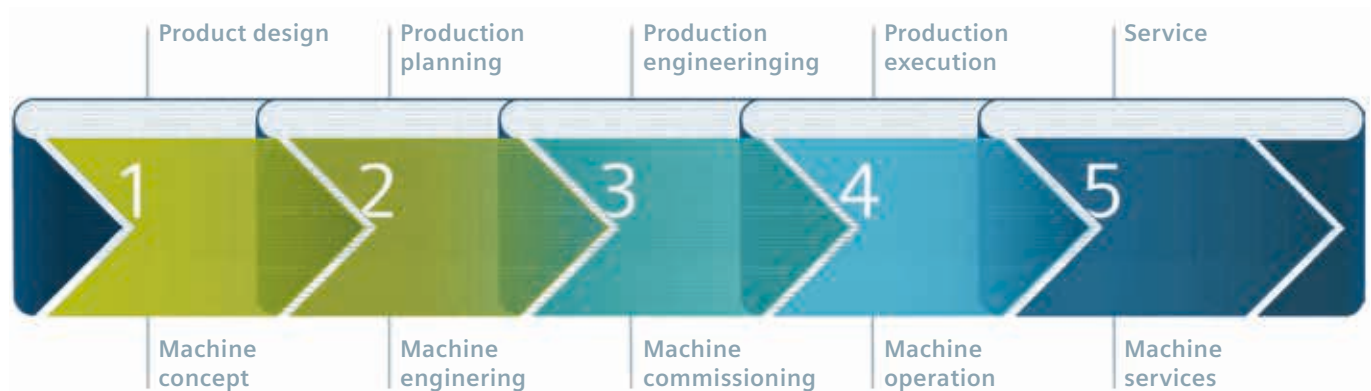 Product design
Production
planning
Production
engineeringing
Production
execution
Service
1
2
3
4
5
Machine
concept
Machine
enginering
Machine
commissioning
Machine
operation
Machine
services